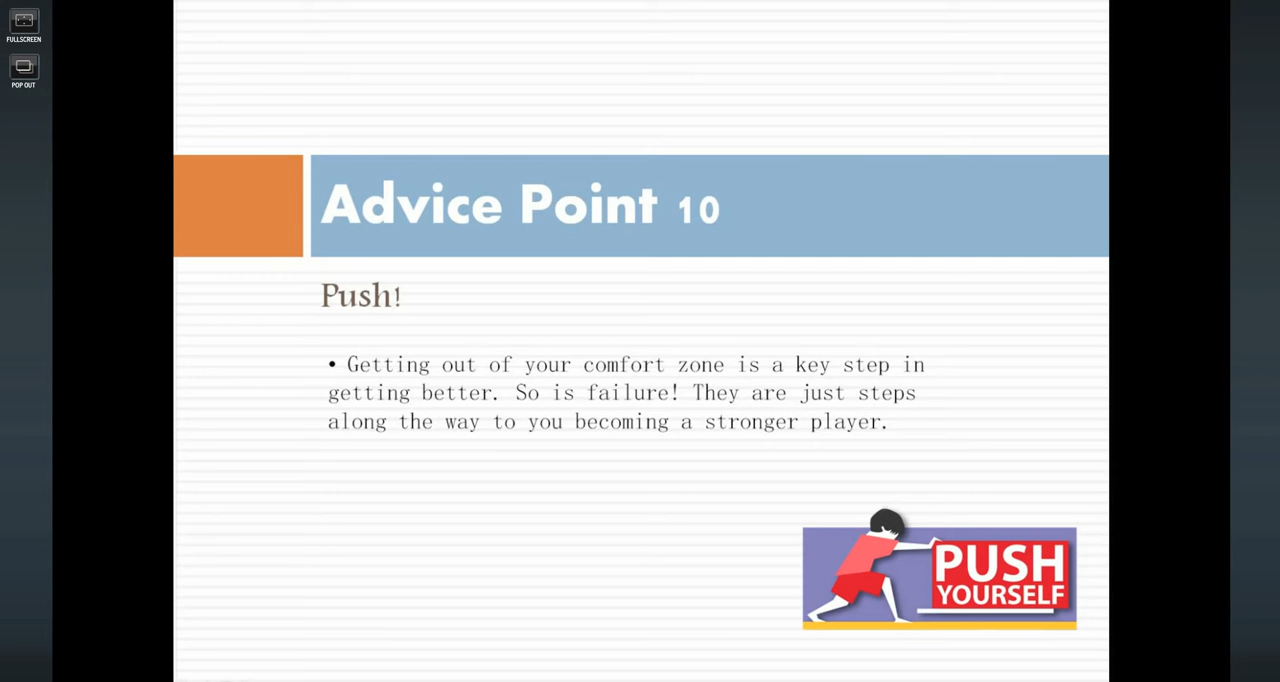 FULLSCREEN
POP OUT
Advice Point 10
Push!
• Getting out of your comfort zone is a key step in
getting better. So is failure! They are just steps
along the way to you becoming a stronger player.
PUSH
YOURSELF